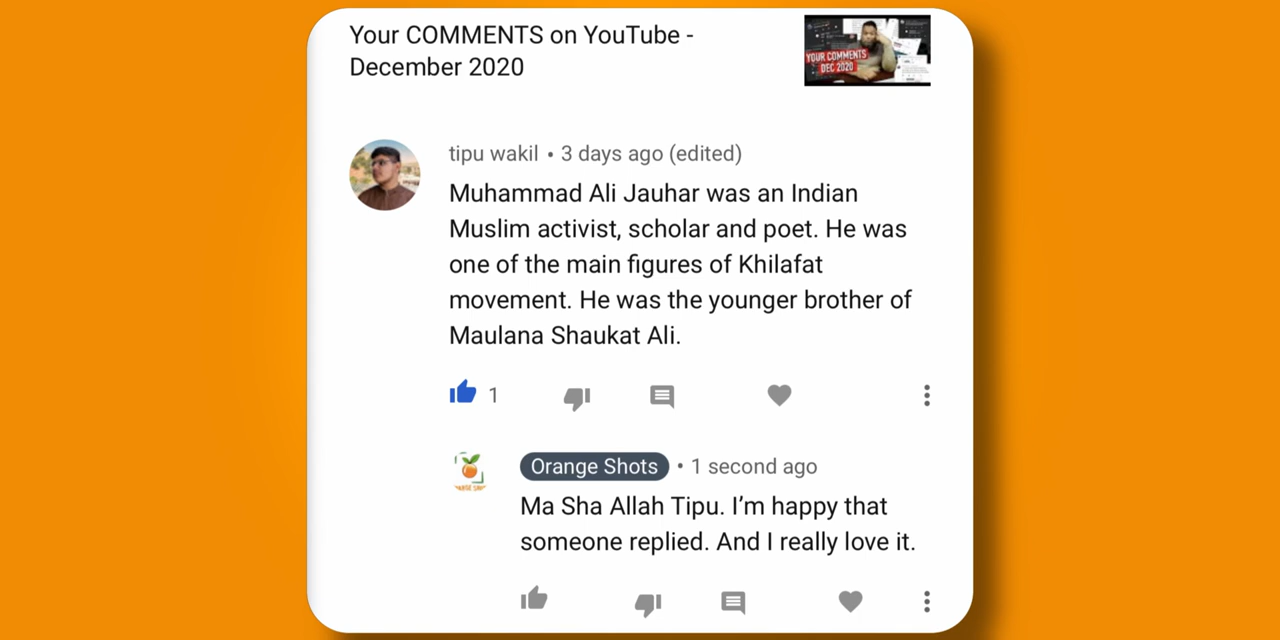 Your COMMENTS on YouTube -
December 2020
YOUR COMMENTS
DEC 2020
tipu wakil • 3 days ago (edited)
Muhammad Ali Jauhar was an Indian
Muslim activist, scholar and poet. He was
one of the main figures of Khilafat
movement. He was the younger brother of
Maulana Shaukat Ali.
1
Orange Shots • 1 second ago
Ma Sha Allah Tipu. I’m happy that
someone replied. And I really love it.